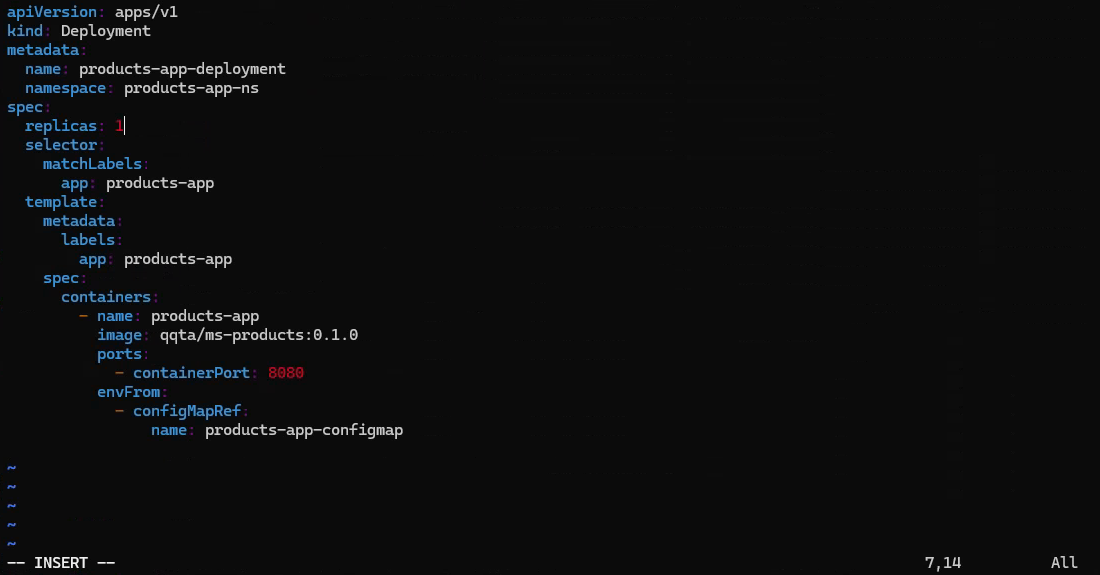 apiVersion: apps/v1
kind: Deployment
metadata:
  name: products-app-deployment
  namespace: products-app-ns
spec:
  replicas: 1
  selector:
    matchLabels:
      app: products-app
  template:
    metadata:
      labels:
        app: products-app
    spec:
      containers:
        - name: products-app
          image: qqta/ms-products:0.1.0
          ports:
            - containerPort: 8080
          envFrom:
            - configMapRef:
                name: products-app-configmap

~
~
~
~
~
-- INSERT -- 7,14 All